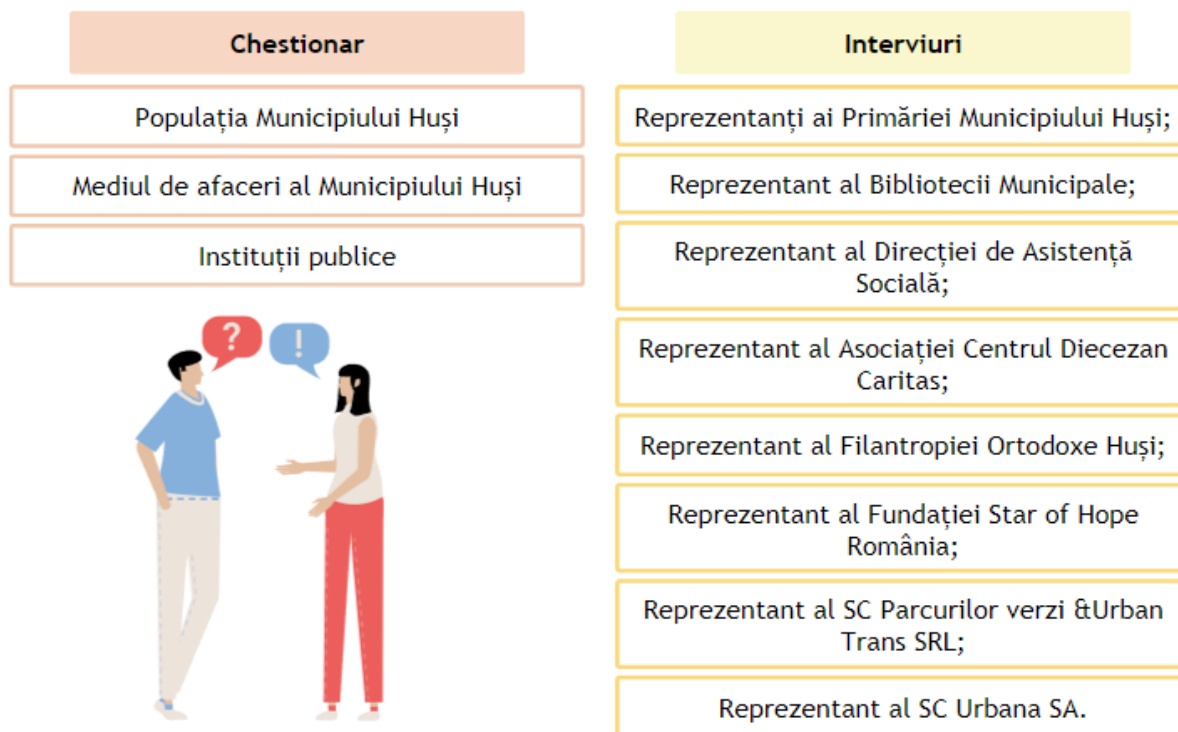 Chestionar
Populația Municipiului Huși
Mediul de afaceri al Municipiului Huși
Instituții publice
?
!
Interviuri
Reprezentanți ai Primăriei Municipiului Huși;
Reprezentant al Bibliotecii Municipale;
Reprezentant al Direcției de Asistență
Socială;
Reprezentant al Asociației Centrul Diecezan
Caritas;
Reprezentant al Filantropiei Ortodoxe Huși;
Reprezentant al Fundației Star of Hope
România;
Reprezentant al SC Parcurilor verzi &Urban
Trans SRL;
Reprezentant al SC Urbana SA.